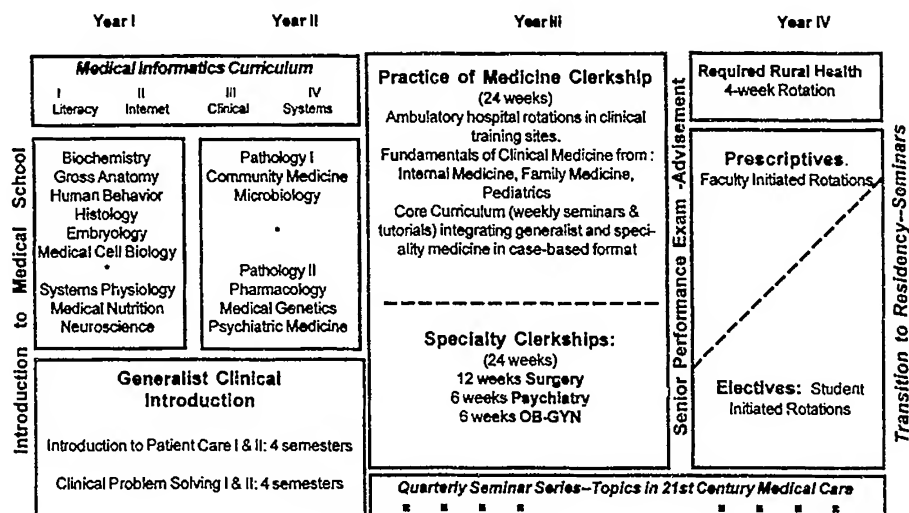 Year I
Year II
Year III
Year IV
Introduction to Medical School
Medical Informatics Curriculum
I II III IV
Literacy Internet Clinical Systems
Biochemistry
Gross Anatomy
Human Behavior
Histology
Embryology
Medical Cell Biology
*
Systems Physiology
Medical Nutrition
Neuroscience
Pathology I
Community Medicine
Microbiology
*
Pathology II
Pharmacology
Medical Genetics
Psychiatric Medicine
Generalist Clinical
Introduction
Introduction to Patient Care I & II: 4 semesters
Clinical Problem Solving I & II: 4 semesters
Practice of Medicine Clerkship
(24 weeks)
Ambulatory hospital rotations in clinical
training sites.
Fundamentals of Clinical Medicine from :
Internal Medicine, Family Medicine,
Pediatrics
Core Curriculum (weekly seminars &
tutorials) integrating generalist and speci-
ality medicine in case-based format
Specialty Clerkships:
(24 weeks)
12 weeks Surgery
6 weeks Psychiatry
6 weeks OB-GYN
Senior Performance Exam -Advisement
Required Rural Health
4-week Rotation
Prescriptives.
Faculty Initiated Rotations
Electives: Student
Initiated Rotations
Transition to Residency--Seminars
Quarterly Seminar Series--Topics in 21st Century Medical Care